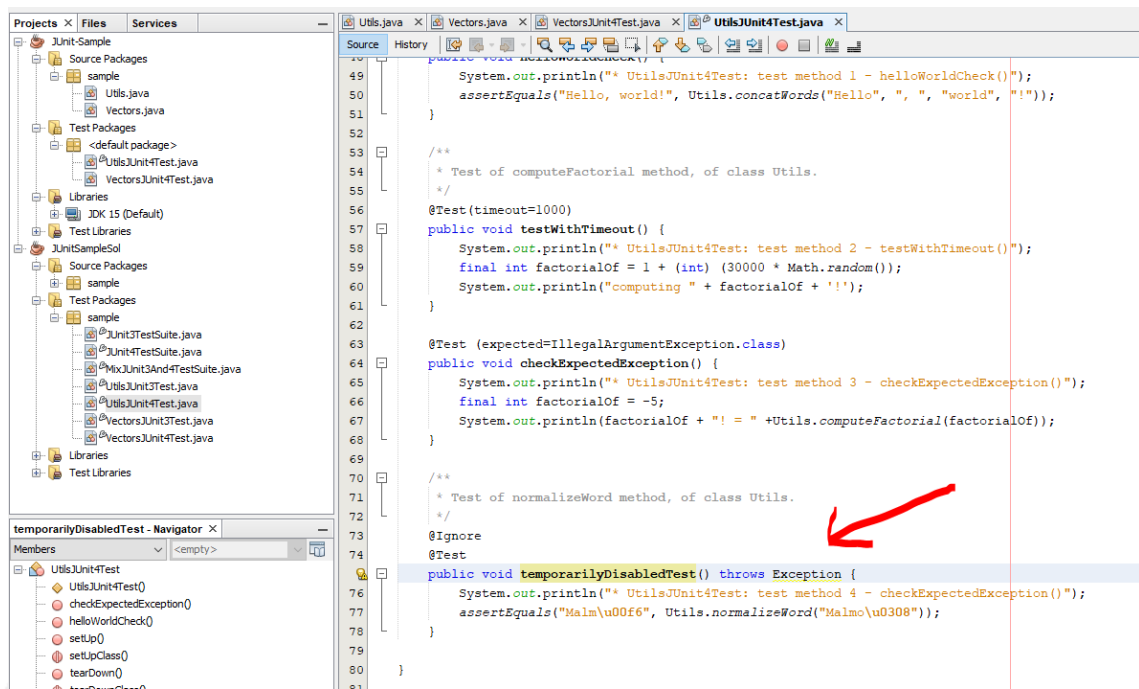 Projects Files Services
JUnit-Sample
Source Packages
sample
Utils.java
Vectors.java
Test Packages
<default package>
UtilsJUnit4Test.java
VectorsJUnit4Test.java
Libraries
JDK 15 (Default)
Test Libraries
JUnitSampleSol
Source Packages
sample
Test Packages
sample
JUnit3TestSuite.java
JUnit4TestSuite.java
MixJUnit3And4TestSuite.java
UtilsJUnit3Test.java
UtilsJUnit4Test.java
VectorsJUnit3Test.java
VectorsJUnit4Test.java
Libraries
Test Libraries
temporarilyDisabledTest - Navigator
Members <empty>
UtilsJUnit4Test
UtilsJUnit4Test()
checkExpectedException()
helloWorldCheck()
setUp()
setUpClass()
tearDown()
tearDownClass()
Utils.java Vectors.java VectorsJUnit4Test.java UtilsJUnit4Test.java
Source History
48 public void helloWorldCheck() {
49 System.out.println("* UtilsJUnit4Test: test method 1 - helloWorldCheck()");
50 assertEquals("Hello, world!", Utils.concatWords("Hello", ", ", "world", "!"));
51 }
52
53 /**
54 * Test of computeFactorial method, of class Utils.
55 */
56 @Test(timeout=1000)
57 public void testWithTimeout() {
58 System.out.println("* UtilsJUnit4Test: test method 2 - testWithTimeout()");
59 final int factorialOf = 1 + (int) (30000 * Math.random());
60 System.out.println("computing " + factorialOf + '!');
61 }
62
63 @Test (expected=IllegalArgumentException.class)
64 public void checkExpectedException() {
65 System.out.println("* UtilsJUnit4Test: test method 3 - checkExpectedException()");
66 final int factorialOf = -5;
67 System.out.println(factorialOf + "! = " +Utils.computeFactorial(factorialOf));
68 }
69
70 /**
71 * Test of normalizeWord method, of class Utils.
72 */
73 @Ignore
74 @Test
public void temporarilyDisabledTest() throws Exception {
76 System.out.println("* UtilsJUnit4Test: test method 4 - checkExpectedException()");
77 assertEquals("Malm\u00f6", Utils.normalizeWord("Malmo\u0308"));
78 }
79
80 }
81